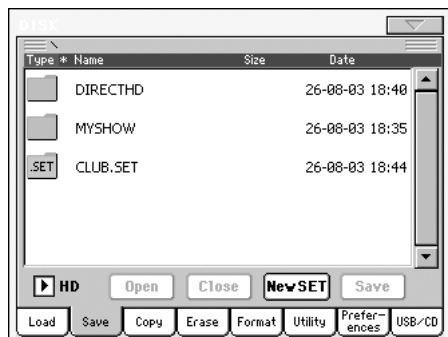 DISK
Type * Name Size Date
DIRECTHD 26-08-03 18:40
MYSHOW 26-08-03 18:35
.SET CLUB.SET 26-08-03 18:44
HD Open Close NewSET Save
Load Save Copy Erase Format Utility Prefer-ences USB/CD